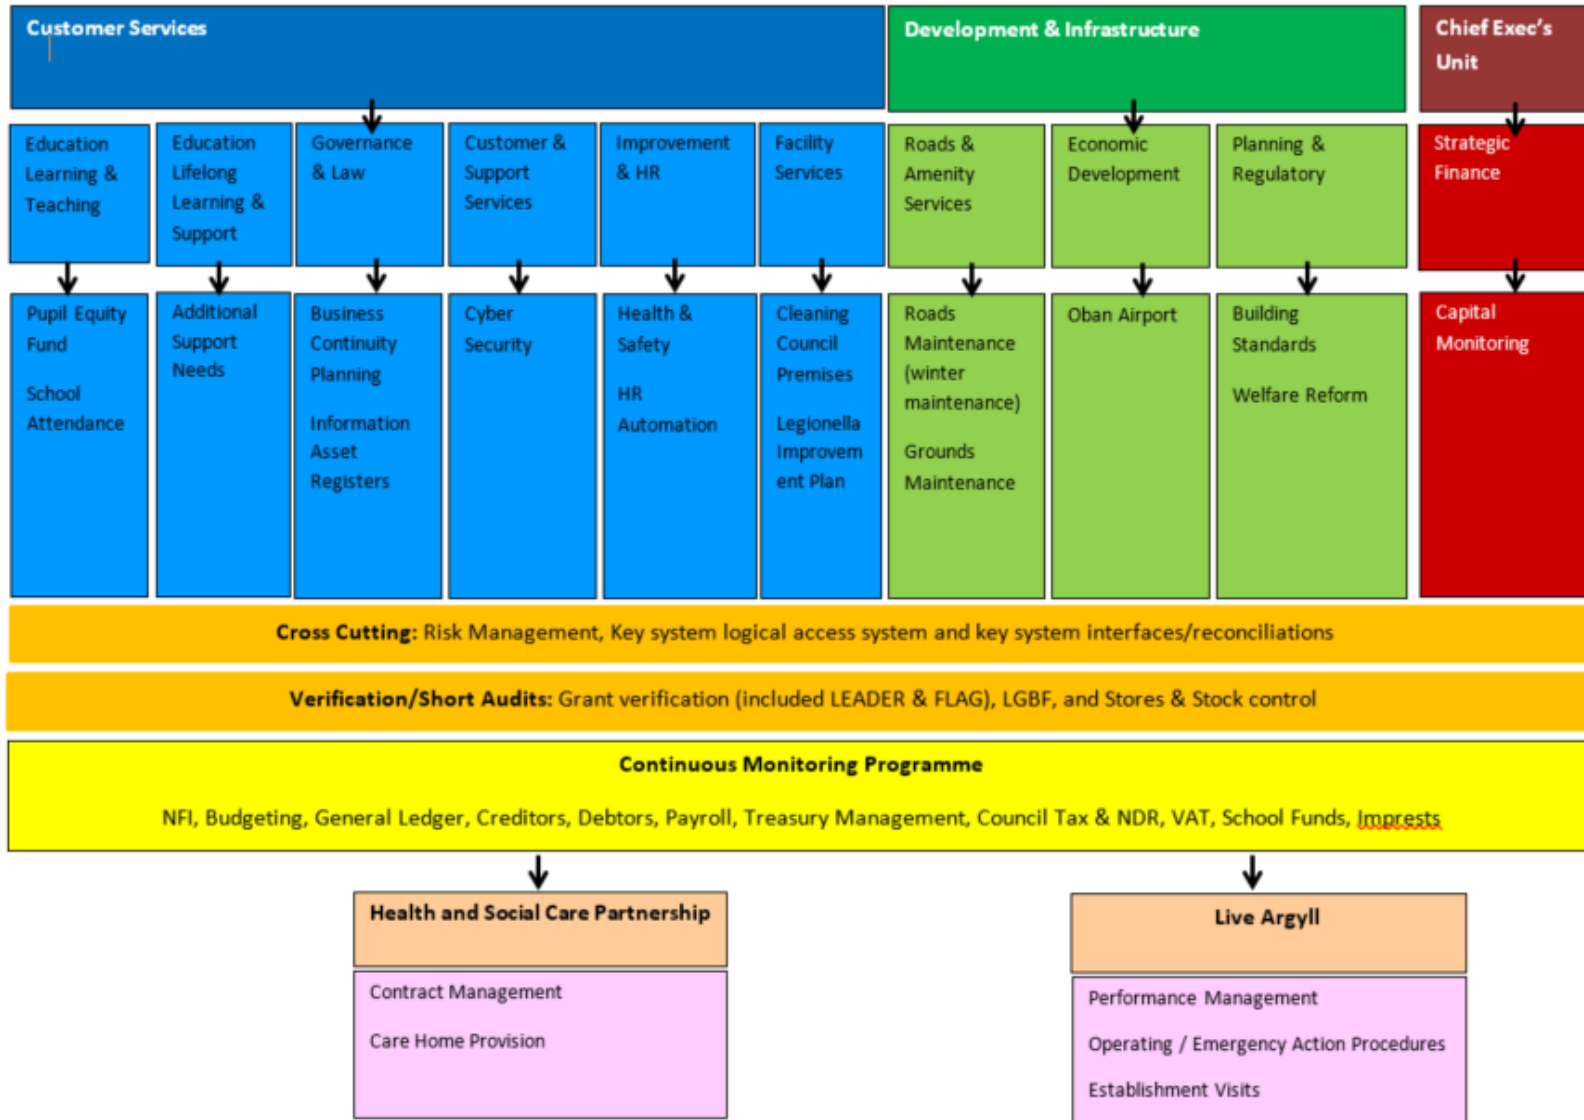 Customer Services
Development & Infrastructure
Chief Exec's
Unit
Education
Learning &
Teaching
Education
Lifelong
Learning &
Support
Governance
& Law
Customer &
Support
Services
Improvement
& HR
Facility
Services
Roads &
Amenity
Services
Economic
Development
Planning &
Regulatory
Strategic
Finance
Pupil Equity
Fund
School
Attendance
Additional
Support
Needs
Business
Continuity
Planning
Information
Asset
Registers
Cyber
Security
Health &
Safety
HR
Automation
Cleaning
Council
Premises
Legionella
Improvem
ent Plan
Roads
Maintenance
(winter
maintenance)
Grounds
Maintenance
Oban Airport
Building
Standards
Welfare Reform
Capital
Monitoring
Cross Cutting: Risk Management, Key system logical access system and key system interfaces/reconciliations
Verification/Short Audits: Grant verification (included LEADER & FLAG), LGBF, and Stores & Stock control
Continuous Monitoring Programme
NFI, Budgeting, General Ledger, Creditors, Debtors, Payroll, Treasury Management, Council Tax & NDR, VAT, School Funds, Imprests
Health and Social Care Partnership
Contract Management
Care Home Provision
Live Argyll
Performance Management
Operating / Emergency Action Procedures
Establishment Visits